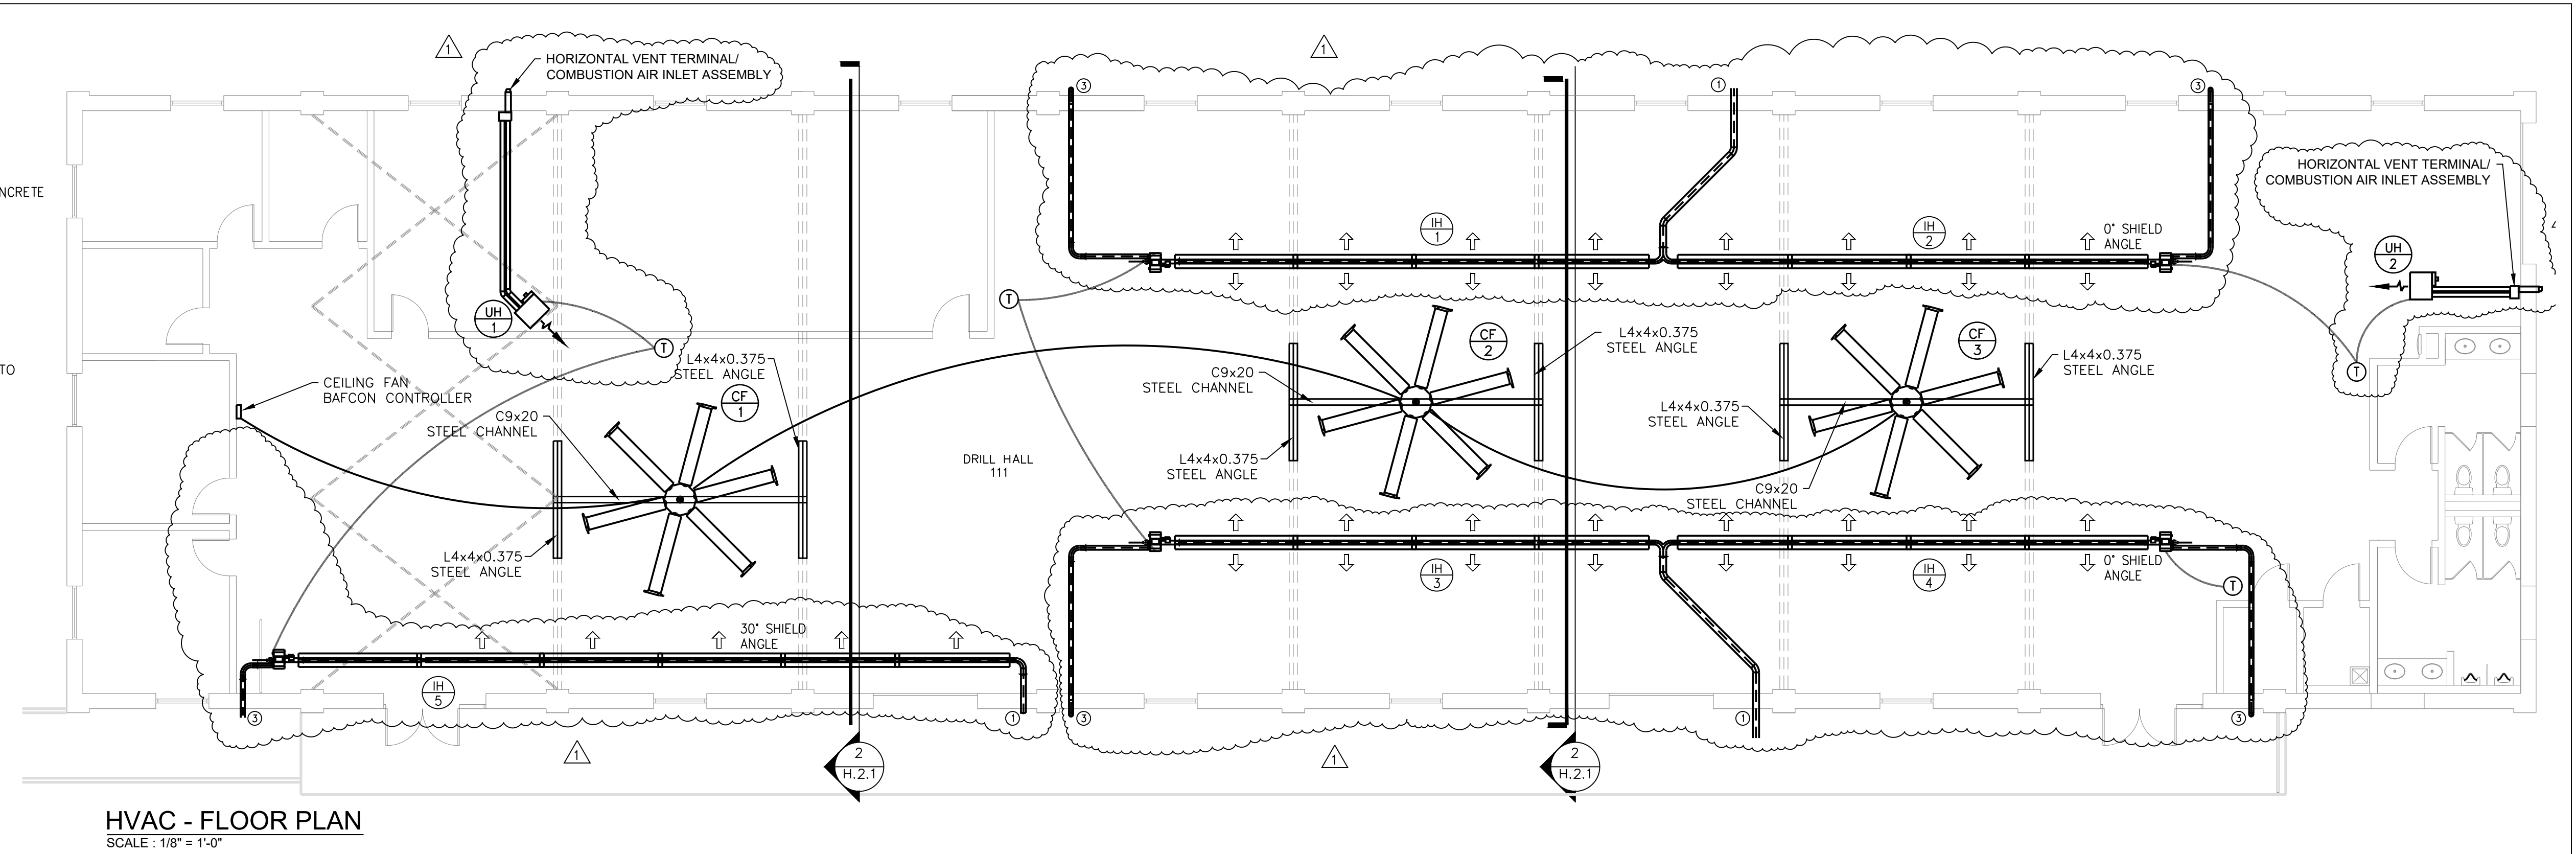 1
HORIZONTAL VENT TERMINAL/
COMBUSTION AIR INLET ASSEMBLY
1
3
1
3
HORIZONTAL VENT TERMINAL/
COMBUSTION AIR INLET ASSEMBLY
NCRETE
IH
1
IH
2
0° SHIELD
ANGLE
UH
2
T
UH
1
T
L4x4x0.375
STEEL ANGLE
CF
1
CF
2
L4x4x0.375
STEEL ANGLE
CF
3
L4x4x0.375
STEEL ANGLE
T
TO
CEILING FAN
BAFCON CONTROLLER
C9x20
STEEL CHANNEL
C9x20
STEEL CHANNEL
L4x4x0.375
STEEL ANGLE
L4x4x0.375
STEEL ANGLE
DRILL HALL
111
C9x20
STEEL CHANNEL
L4x4x0.375
STEEL ANGLE
IH
3
IH
4
0° SHIELD
ANGLE
T
30° SHIELD
ANGLE
IH
5
3
1
3
1
3
1
1
2
H.2.1
2
H.2.1
HVAC - FLOOR PLAN
SCALE : 1/8" = 1'-0"